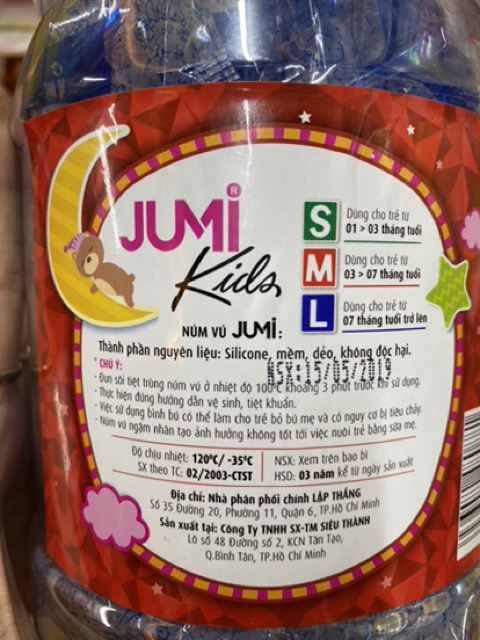 JUMI®
Kids
S Dùng cho trẻ từ
01 > 03 tháng tuổi
M Dùng cho trẻ từ
03 > 07 tháng tuổi
L Dùng cho trẻ từ
07 tháng tuổi trở lên
NÚM VÚ JUMI:
Thành phần nguyên liệu: Silicone, mềm, dẻo, không độc hại.
NSX:15/05/2019
* CHÚ Ý:
- Đun sôi tiệt trùng núm vú ở nhiệt độ 100°C khoảng 3 phút trước khi sử dụng.
- Thực hiện đúng hướng dẫn vệ sinh, tiệt khuẩn.
- Việc sử dụng bình bú có thể làm cho trẻ bỏ bú mẹ và có nguy cơ bị tiêu chảy.
- Núm vú ngậm nhân tạo ảnh hưởng không tốt tới việc nuôi trẻ bằng sữa mẹ.
Độ chịu nhiệt: 120°C/ -35°C
SX theo TC: 02/2003-CTST
NSX: Xem trên bao bì
HSD: 03 năm kể từ ngày sản xuất
Địa chỉ: Nhà phân phối chính LẬP THẮNG
Số 35 Đường 20, Phường 11, Quận 6, TP.Hồ Chí Minh
Sản xuất tại: Công Ty TNHH SX-TM SIÊU THÀNH
Lô số 48 Đường số 2, KCN Tân Tạo,
Q.Bình Tân, TP.Hồ Chí Minh